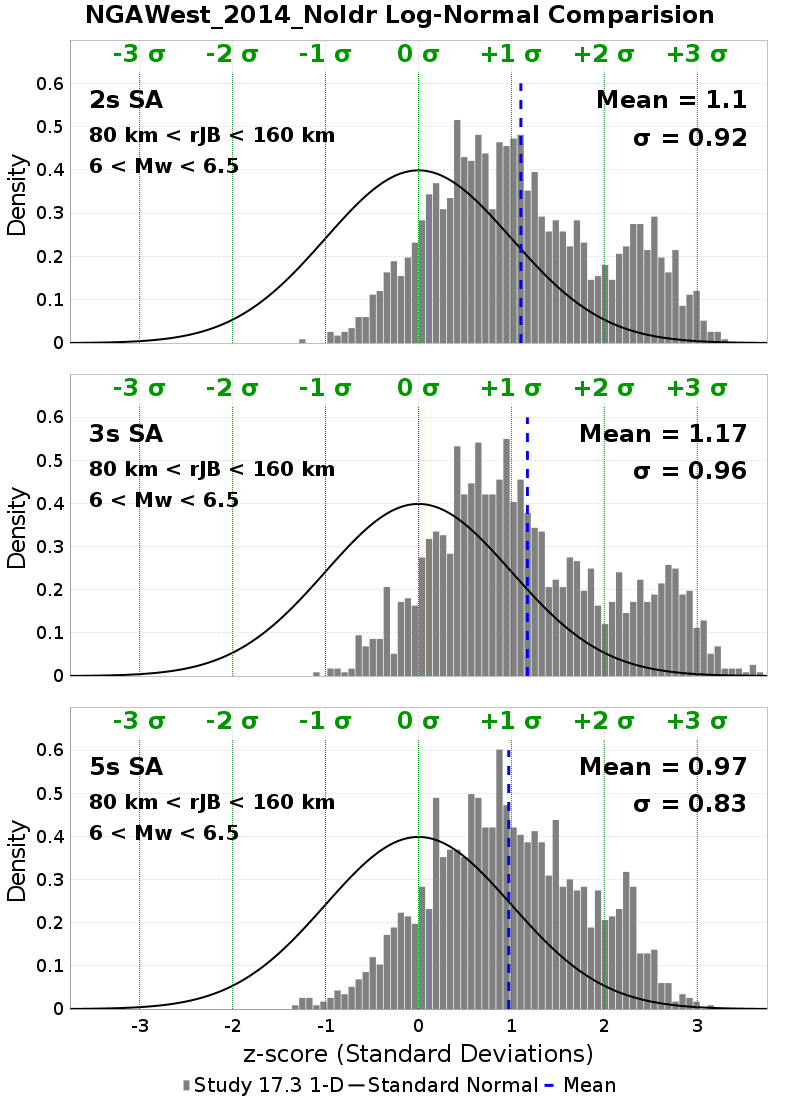 NGAWest_2014_NoIdr Log-Normal Comparision
-3 σ -2 σ -1 σ 0 σ +1 σ +2 σ +3 σ
2s SA
80 km < rJB < 160 km
6 < Mw < 6.5
Mean = 1.1
σ = 0.92
0.6
0.5
0.4
0.3
0.2
0.1
0
Density
-3 σ -2 σ -1 σ 0 σ +1 σ +2 σ +3 σ
3s SA
80 km < rJB < 160 km
6 < Mw < 6.5
Mean = 1.17
σ = 0.96
0.6
0.5
0.4
0.3
0.2
0.1
0
Density
-3 σ -2 σ -1 σ 0 σ +1 σ +2 σ +3 σ
5s SA
80 km < rJB < 160 km
6 < Mw < 6.5
Mean = 0.97
σ = 0.83
0.6
0.5
0.4
0.3
0.2
0.1
0
Density
-3 -2 -1 0 1 2 3
z-score (Standard Deviations)
Study 17.3 1-D Standard Normal Mean